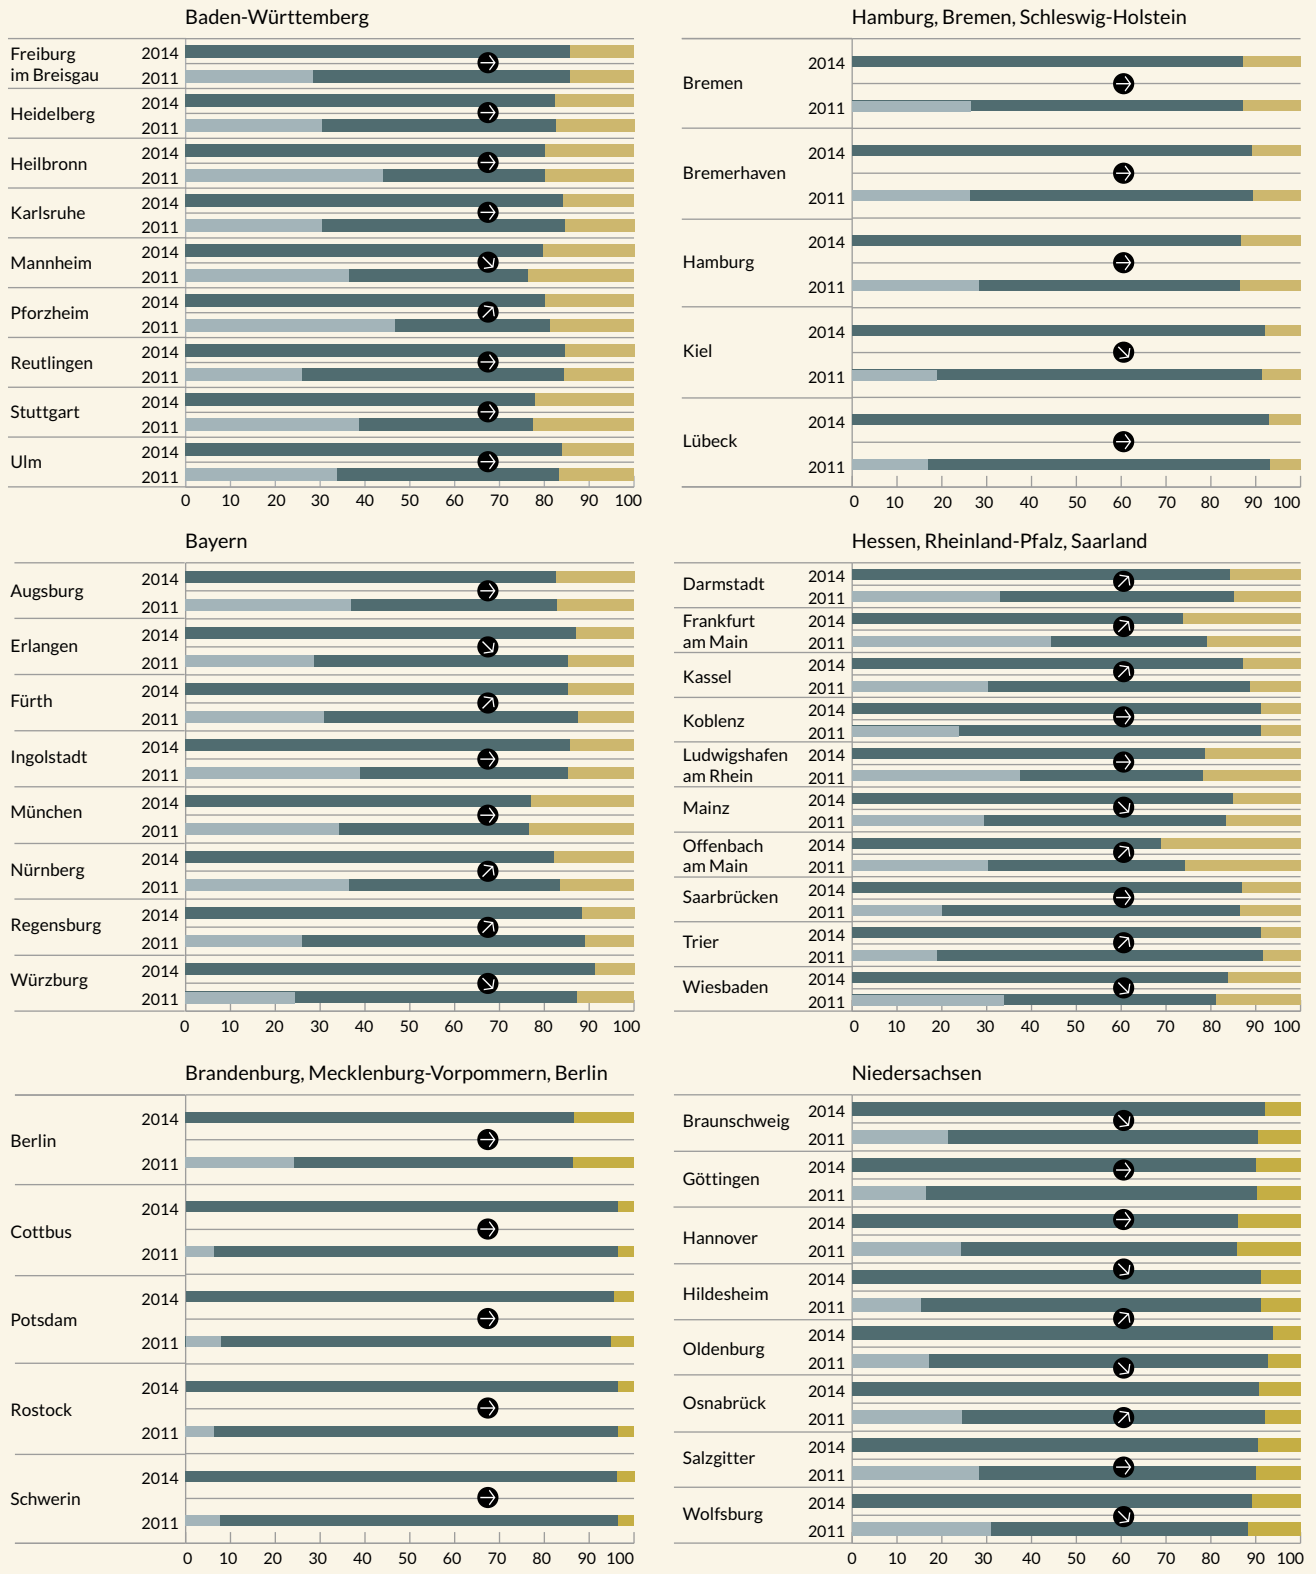 Baden-Württemberg
Freiburg
im Breisgau
2014
2011
Heidelberg
2014
2011
Heilbronn
2014
2011
Karlsruhe
2014
2011
Mannheim
2014
2011
Pforzheim
2014
2011
Reutlingen
2014
2011
Stuttgart
2014
2011
Ulm
2014
2011
0 10 20 30 40 50 60 70 80 90 100
Hamburg, Bremen, Schleswig-Holstein
Bremen
2014
2011
Bremerhaven
2014
2011
Hamburg
2014
2011
Kiel
2014
2011
Lübeck
2014
2011
0 10 20 30 40 50 60 70 80 90 100
Bayern
Augsburg
2014
2011
Erlangen
2014
2011
Fürth
2014
2011
Ingolstadt
2014
2011
München
2014
2011
Nürnberg
2014
2011
Regensburg
2014
2011
Würzburg
2014
2011
0 10 20 30 40 50 60 70 80 90 100
Hessen, Rheinland-Pfalz, Saarland
Darmstadt
2014
2011
Frankfurt
am Main
2014
2011
Kassel
2014
2011
Koblenz
2014
2011
Ludwigshafen
am Rhein
2014
2011
Mainz
2014
2011
Offenbach
am Main
2014
2011
Saarbrücken
2014
2011
Trier
2014
2011
Wiesbaden
2014
2011
0 10 20 30 40 50 60 70 80 90 100
Brandenburg, Mecklenburg-Vorpommern, Berlin
Berlin
2014
2011
Cottbus
2014
2011
Potsdam
2014
2011
Rostock
2014
2011
Schwerin
2014
2011
0 10 20 30 40 50 60 70 80 90 100
Niedersachsen
Braunschweig
2014
2011
Göttingen
2014
2011
Hannover
2014
2011
Hildesheim
2014
2011
Oldenburg
2014
2011
Osnabrück
2014
2011
Salzgitter
2014
2011
Wolfsburg
2014
2011
0 10 20 30 40 50 60 70 80 90 100